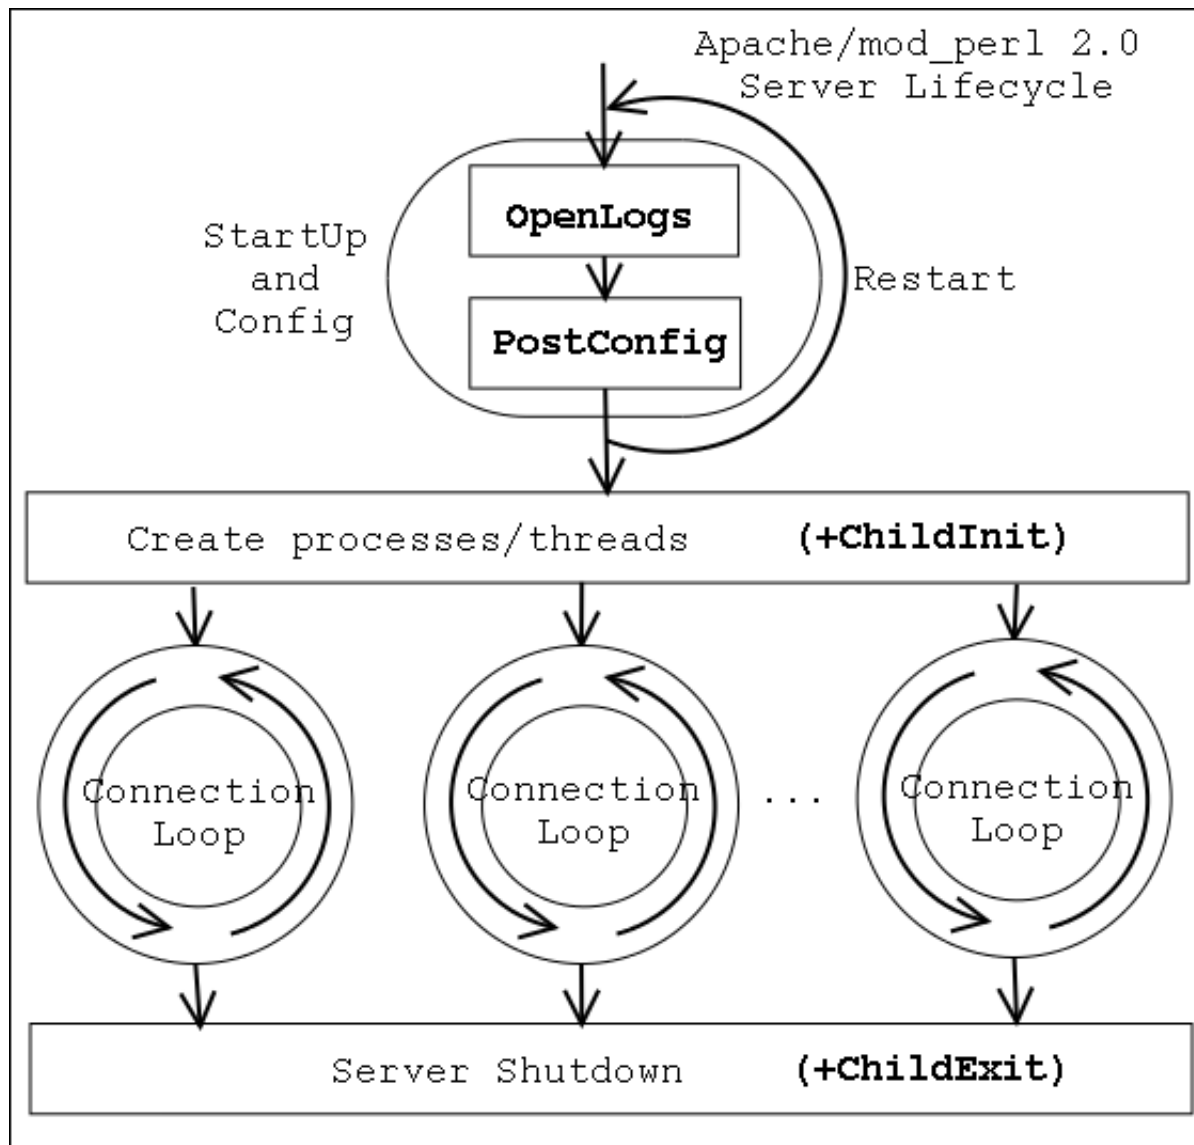 Apache/mod_perl 2.0
Server Lifecycle
OpenLogs
StartUp
and
Config
Restart
PostConfig
Create processes/threads (+ChildInit)
Connection
Loop
Connection
Loop
...
Connection
Loop
Server Shutdown (+ChildExit)